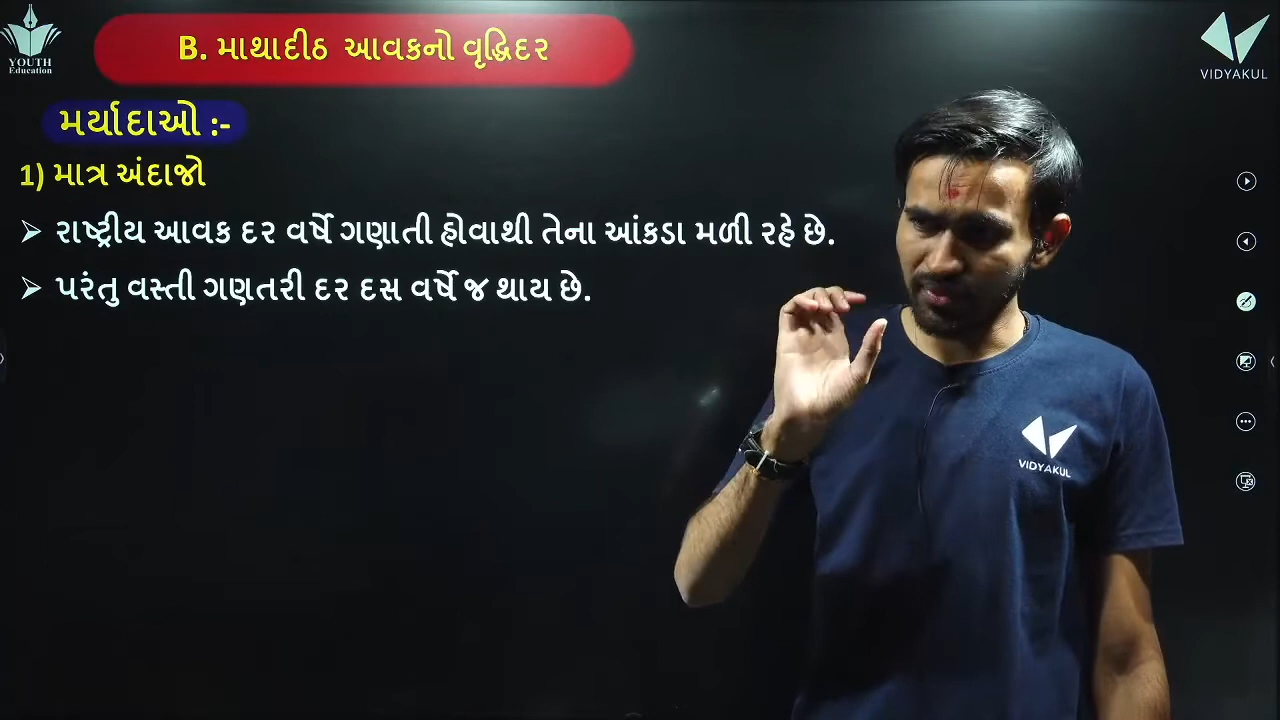 YOUTH
Education
B. માથાદીઠ આવકનો વૃદ્ધિદર
VIDYAKUL
મર્યાદાઓ :-
1) માત્ર અંદાજો
➢ રાષ્ટ્રીય આવક દર વર્ષે ગણાતી હોવાથી તેના આંકડા મળી રહે છે.
➢ પરંતુ વસ્તી ગણતરી દર દસ વર્ષે જ થાય છે.
VIDYAKUL